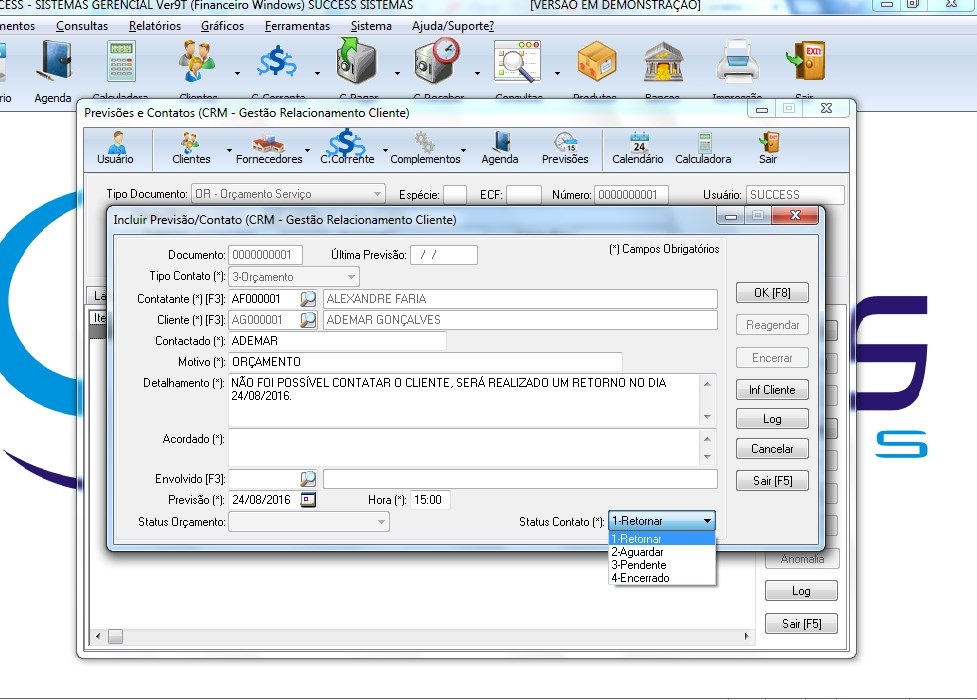 CESS - SISTEMAS GERENCIAL Ver9T (Financeiro Windows) SUCCESS SISTEMAS [VERSÃO EM DEMONSTRAÇÃO]
mentos Consultas Relatórios Gráficos Ferramentas Sistema Ajuda/Suporte?
ário Agenda Calculadora Clientes C.Corrente C.Pagar C.Receber Consultas Produtos Bancos Impressão Sair
Previsões e Contatos (CRM - Gestão Relacionamento Cliente)
Usuário Clientes Fornecedores C.Corrente Complementos Agenda Previsões Calendário Calculadora Sair
Tipo Documento: OR - Orçamento Serviço Espécie: ECF: Número: 0000000001 Usuário: SUCCESS
Incluir Previsão/Contato (CRM - Gestão Relacionamento Cliente)
Documento: 0000000001 Última Previsão: / / (*) Campos Obrigatórios
Tipo Contato (*): 3-Orçamento
Contatante (*) [F3]: AF000001 ALEXANDRE FARIA
Cliente (*) [F3]: AG000001 ADEMAR GONÇALVES
Contactado (*): ADEMAR
Motivo (*): ORÇAMENTO
Detalhamento (*): NÃO FOI POSSÍVEL CONTATAR O CLIENTE, SERÁ REALIZADO UM RETORNO NO DIA
24/08/2016.
Acordado (*):
Envolvido [F3]:
Previsão (*): 24/08/2016 Hora (*): 15:00
Status Orçamento: Status Contato (*): 1-Retornar
1-Retornar
2-Aguardar
3-Pendente
4-Encerrado
OK [F8]
Reagendar
Encerrar
Inf Cliente
Log
Cancelar
Sair [F5]
La
Ite
Anomalia
Log
Sair [F5]
S
S